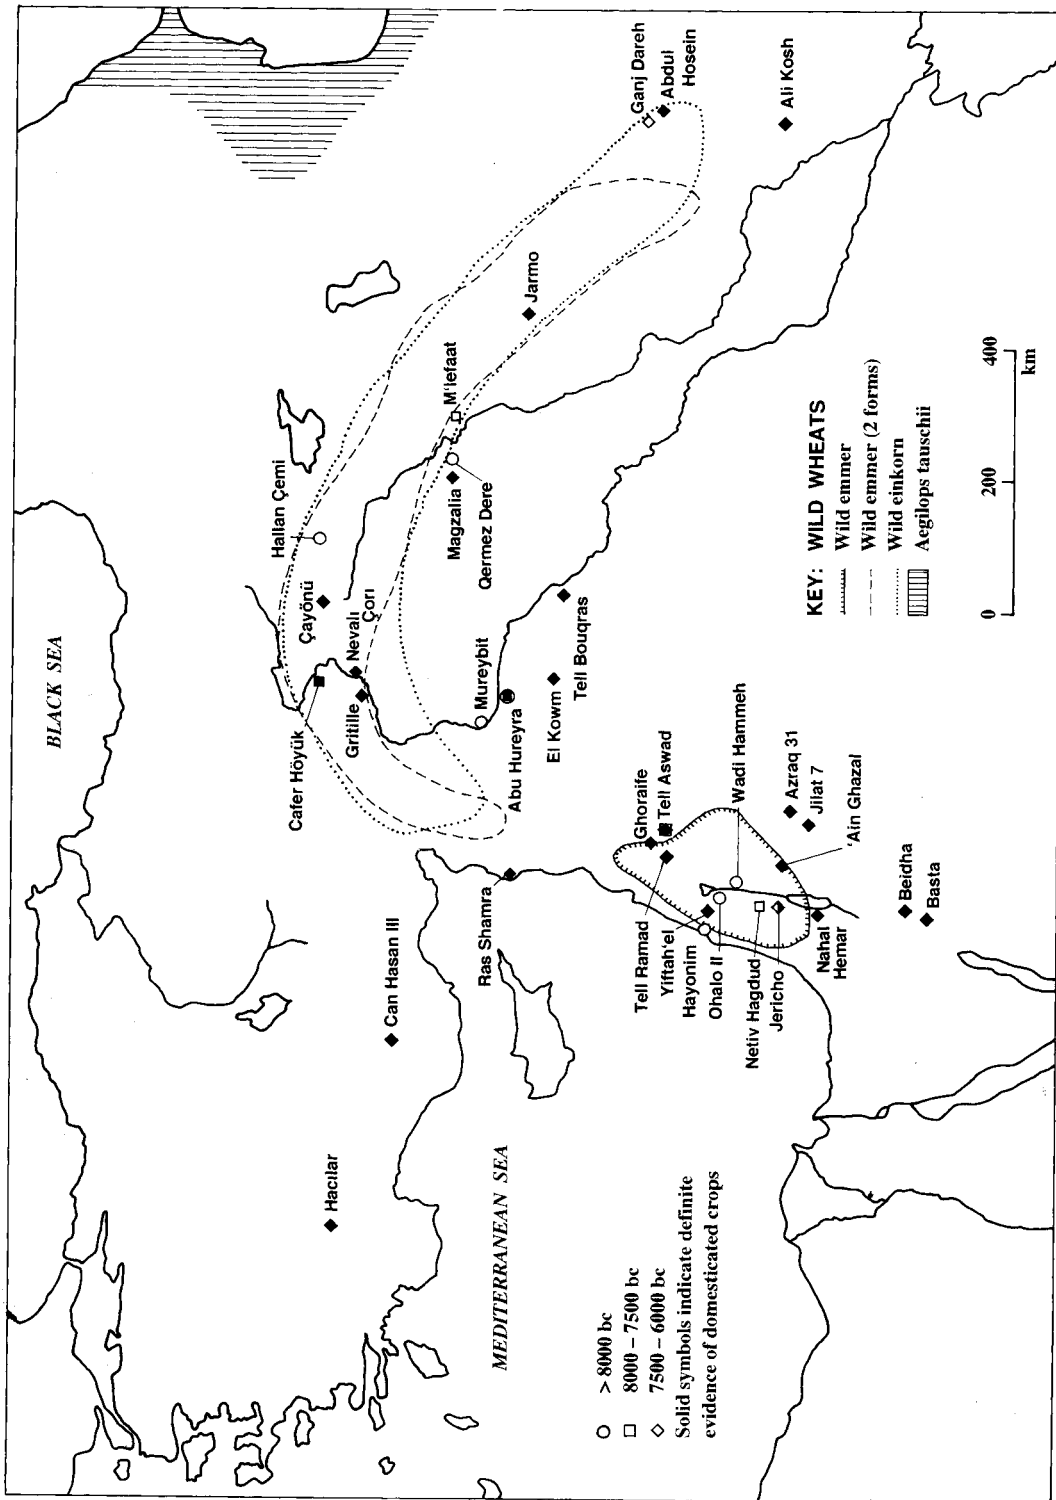 BLACK SEA
MEDITERRANEAN SEA
Hacılar
Can Hasan III
Cafer Höyük
Gritille
Nevalı
Çorı
Çayönü
Hallan Çemi
Mureybit
Abu Hureyra
El Kowm
Tell Bouqras
Ras Shamra
Magzalia
Qermez Dere
M'lefaat
Jarmo
Ganj Dareh
Abdul
Hosein
Ali Kosh
Ghoraife
Tell Aswad
Tell Ramad
Yiftah'el
Hayonim
Ohalo II
Netiv Hagdud
Jericho
Nahal
Hemar
Wadi Hammeh
Azraq 31
Jilat 7
'Ain Ghazal
Beidha
Basta
> 8000 bc
8000 – 7500 bc
7500 – 6000 bc
Solid symbols indicate definite
evidence of domesticated crops
KEY: WILD WHEATS
Wild emmer
Wild emmer (2 forms)
Wild einkorn
Aegilops tauschii
0 200 400
km